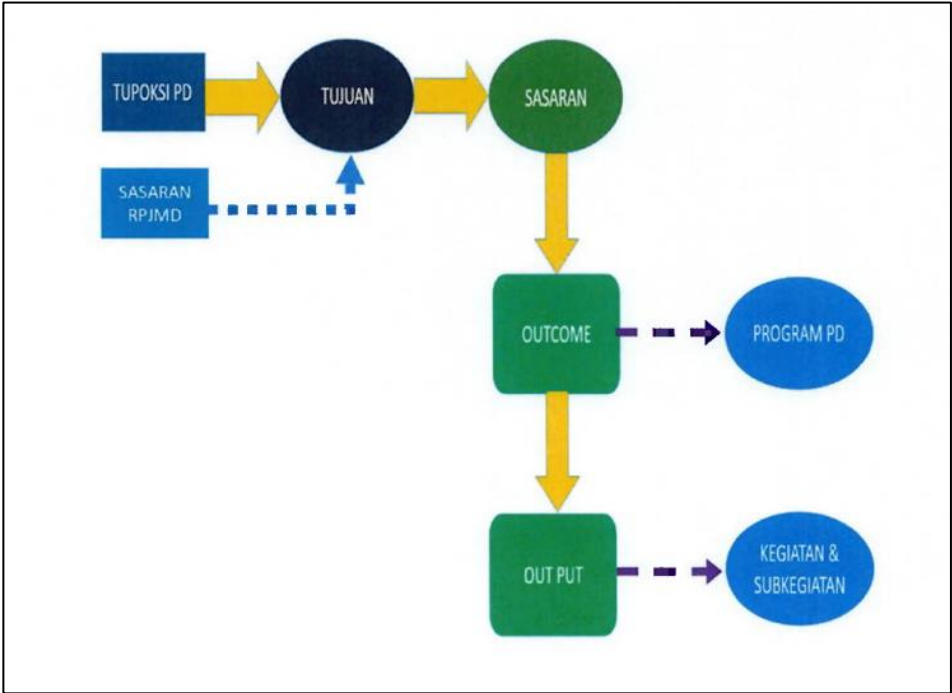 TUPOKSI PD
TUJUAN
SASARAN
SASARAN
RPJMD
OUTCOME
PROGRAM PD
OUT PUT
KEGIATAN &
SUBKEGIATAN